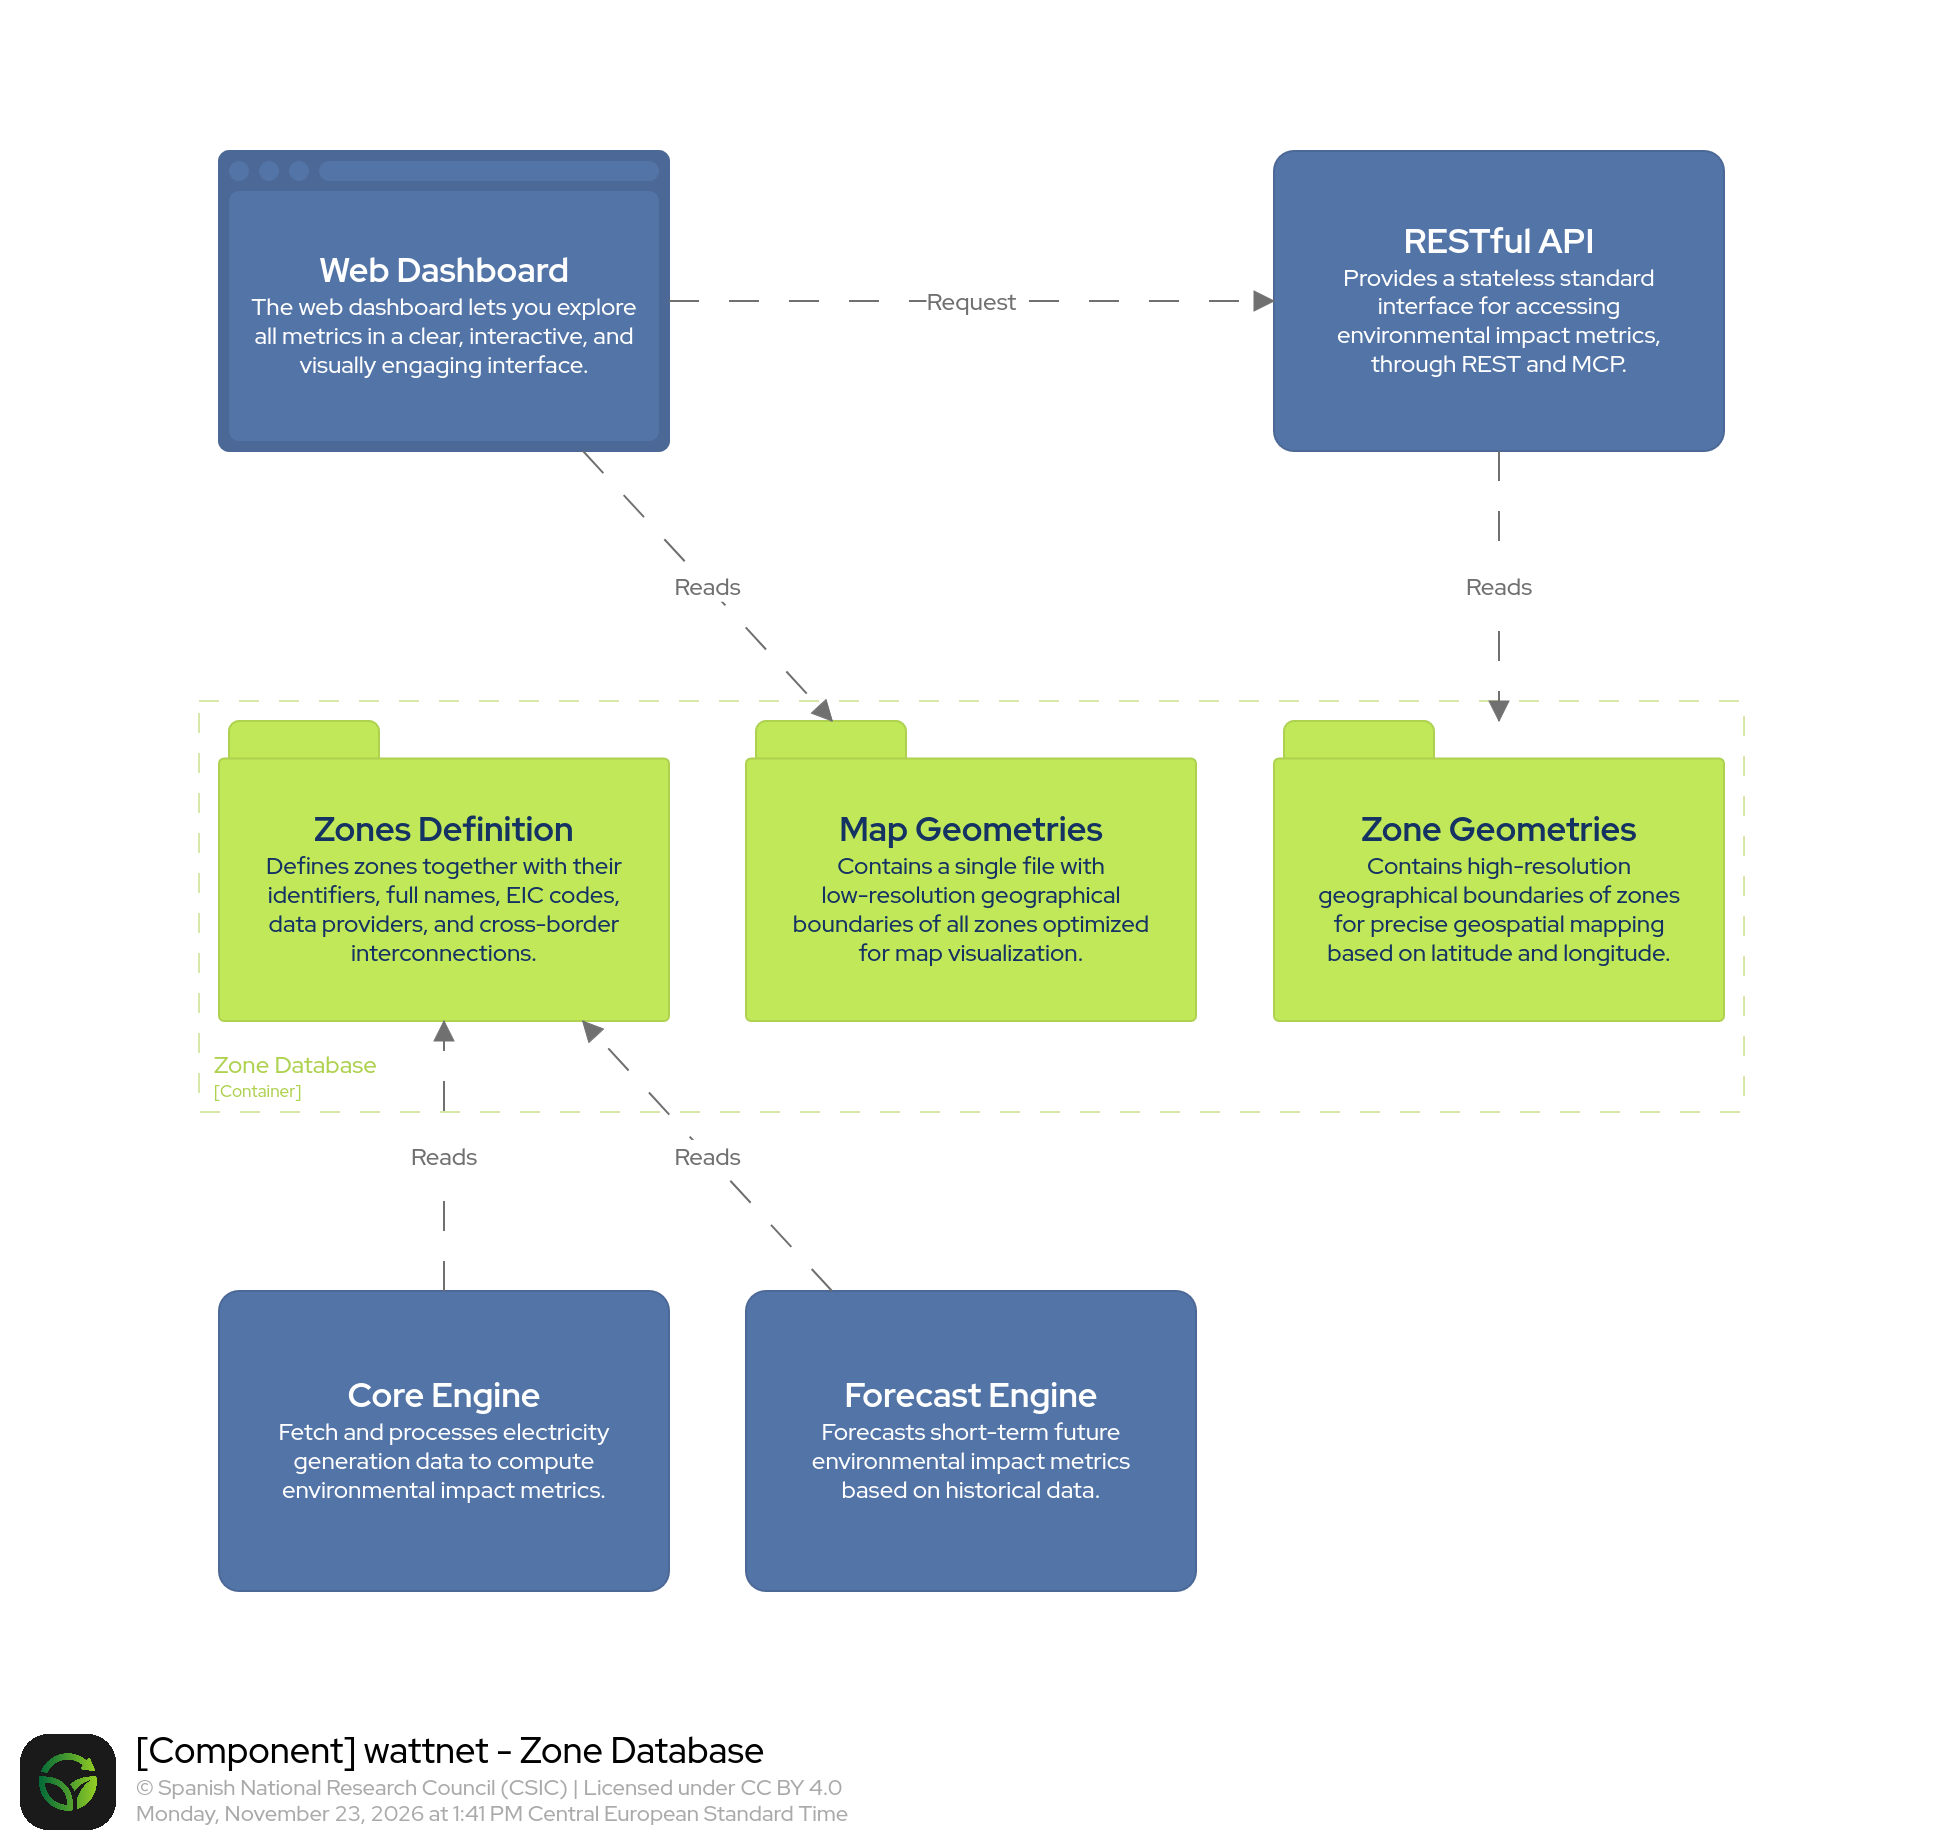 Web Dashboard
The web dashboard lets you explore
all metrics in a clear, interactive, and
visually engaging interface.
Request
RESTful API
Provides a stateless standard
interface for accessing
environmental impact metrics,
through REST and MCP.
Reads
Reads
Zones Definition
Defines zones together with their
identifiers, full names, EIC codes,
data providers, and cross-border
interconnections.
Map Geometries
Contains a single file with
low-resolution geographical
boundaries of all zones optimized
for map visualization.
Zone Geometries
Contains high-resolution
geographical boundaries of zones
for precise geospatial mapping
based on latitude and longitude.
Zone Database
[Container]
Reads
Reads
Core Engine
Fetch and processes electricity
generation data to compute
environmental impact metrics.
Forecast Engine
Forecasts short-term future
environmental impact metrics
based on historical data.
[Component] wattnet - Zone Database
© Spanish National Research Council (CSIC) | Licensed under CC BY 4.0
Monday, November 23, 2026 at 1:41 PM Central European Standard Time